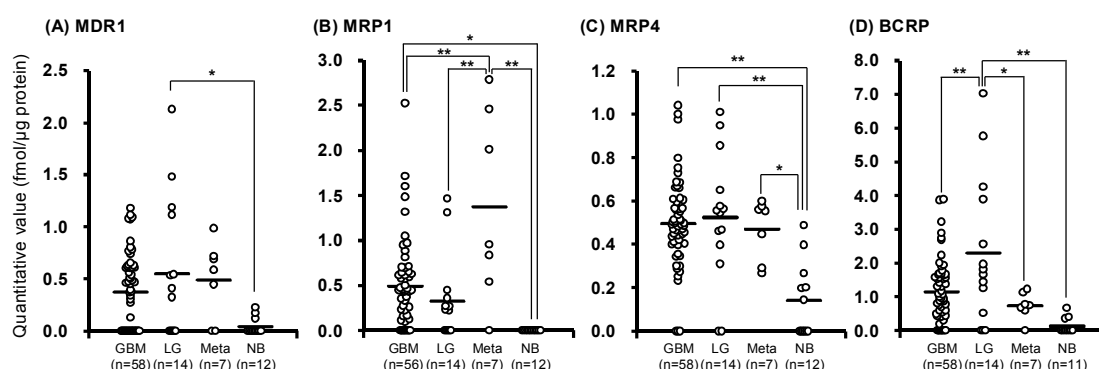 (A) MDR1
(B) MRP1
(C) MRP4
(D) BCRP
Quantitative value (fmol/µg protein)
2.5
2.0
1.5
1.0
0.5
0.0
*
GBM LG Meta NB
(n=58) (n=14) (n=7) (n=12)
3.0
2.5
2.0
1.5
1.0
0.5
0.0
*
**
** **
GBM LG Meta NB
(n=56) (n=14) (n=7) (n=12)
1.2
1.0
0.8
0.6
0.4
0.2
0.0
**
**
*
GBM LG Meta NB
(n=58) (n=14) (n=7) (n=12)
8.0
7.0
6.0
5.0
4.0
3.0
2.0
1.0
0.0
**
** *
GBM LG Meta NB
(n=58) (n=14) (n=7) (n=11)